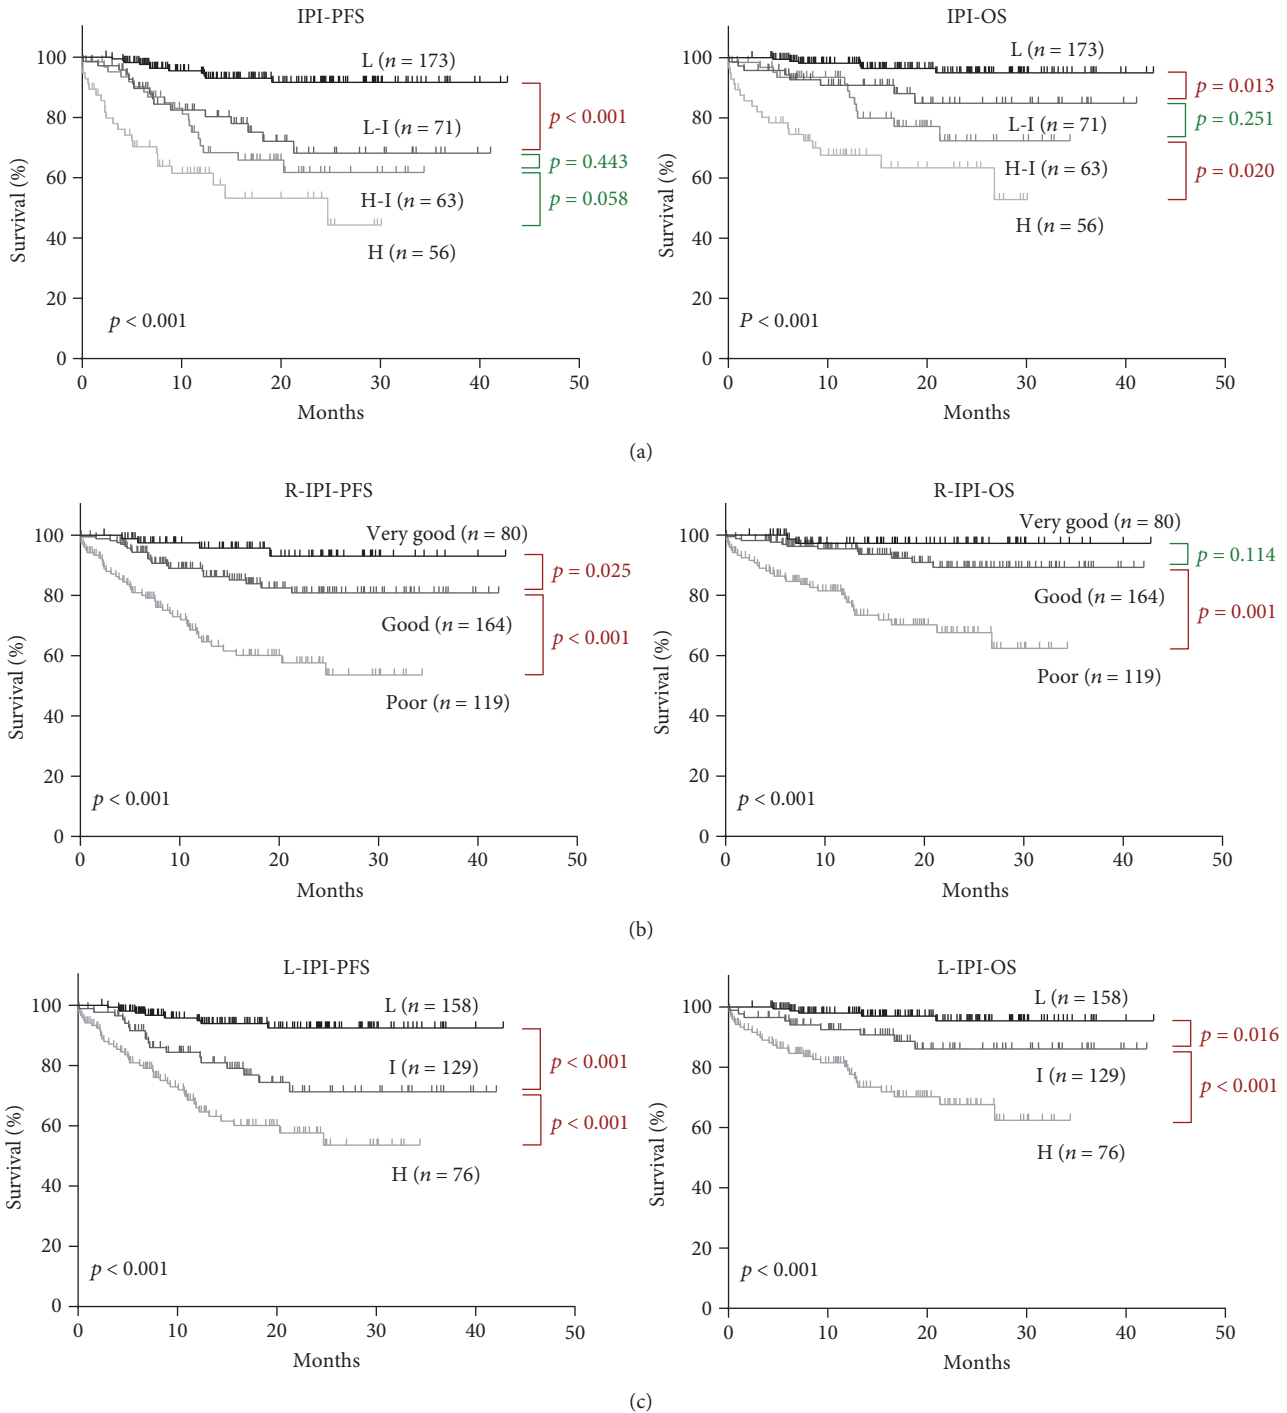 IPI-PFS
100
80
60
40
20
0
Survival (%)
L (n = 173)
L-I (n = 71)
H-I (n = 63)
H (n = 56)
p < 0.001
p = 0.443
p = 0.058
p < 0.001
0 10 20 30 40 50
Months
IPI-OS
100
80
60
40
20
0
Survival (%)
L (n = 173)
L-I (n = 71)
H-I (n = 63)
H (n = 56)
p = 0.013
p = 0.251
p = 0.020
P < 0.001
0 10 20 30 40 50
Months
(a)
R-IPI-PFS
100
80
60
40
20
0
Survival (%)
Very good (n = 80)
Good (n = 164)
Poor (n = 119)
p = 0.025
p < 0.001
p < 0.001
0 10 20 30 40 50
Months
R-IPI-OS
100
80
60
40
20
0
Survival (%)
Very good (n = 80)
Good (n = 164)
Poor (n = 119)
p = 0.114
p = 0.001
p < 0.001
0 10 20 30 40 50
Months
(b)
L-IPI-PFS
100
80
60
40
20
0
Survival (%)
L (n = 158)
I (n = 129)
H (n = 76)
p < 0.001
p < 0.001
p < 0.001
0 10 20 30 40 50
Months
L-IPI-OS
100
80
60
40
20
0
Survival (%)
L (n = 158)
I (n = 129)
H (n = 76)
p = 0.016
p < 0.001
p < 0.001
0 10 20 30 40 50
Months
(c)